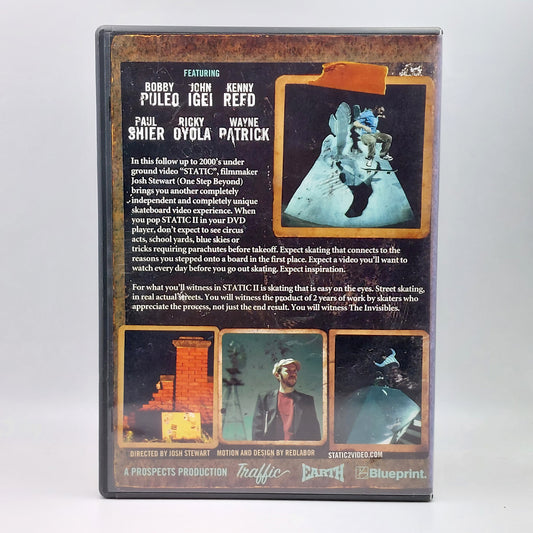 FEATURING
BOBBY PULEO
JOHN IGEI
KENNY REED
PAUL SHIER
RICKY OYOLA
WAYNE PATRICK
In this follow up to 2000's under
ground video "STATIC", filmmaker
Josh Stewart (One Step Beyond)
brings you another completely
independent and completely unique
skateboard video experience. When
you pop STATIC II in your DVD
player, don't expect to see circus
acts, school yards, blue skies or
tricks requiring parachutes before takeoff. Expect skating that connects to the
reasons you stepped onto a board in the first place. Expect a video you'll want to
watch every day before you go out skating. Expect inspiration.
For what you'll witness in STATIC II is skating that is easy on the eyes. Street skating,
in real actual streets. You will witness the product of 2 years of work by skaters who
appreciate the process, not just the end result. You will witness The Invisibles.
DIRECTED BY JOSH STEWART MOTION AND DESIGN BY REDLABOR STATIC2VIDEO.COM
A PROSPECTS PRODUCTION Traffic EARTH Blueprint.